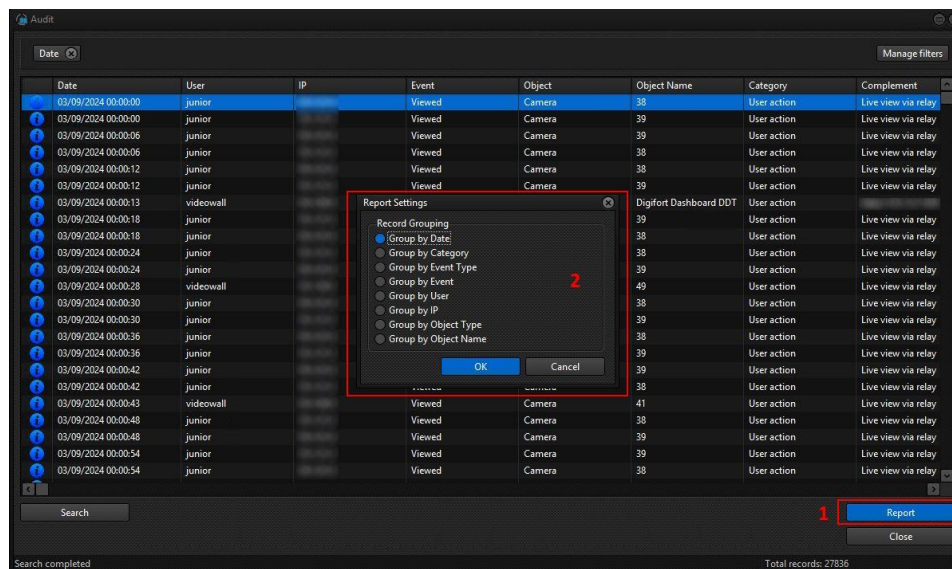 Audit
Date
Manage filters
Date User IP Event Object Object Name Category Complement
03/09/2024 00:00:00 junior Viewed Camera 38 User action Live view via relay
03/09/2024 00:00:00 junior Viewed Camera 39 User action Live view via relay
03/09/2024 00:00:06 junior Viewed Camera 39 User action Live view via relay
03/09/2024 00:00:06 junior Viewed Camera 38 User action Live view via relay
03/09/2024 00:00:12 junior Viewed Camera 38 User action Live view via relay
03/09/2024 00:00:12 junior Viewed Camera 39 User action Live view via relay
03/09/2024 00:00:13 videowall Digifort Dashboard DDT User action
03/09/2024 00:00:18 junior 39 User action Live view via relay
03/09/2024 00:00:18 junior 38 User action Live view via relay
03/09/2024 00:00:24 junior 38 User action Live view via relay
03/09/2024 00:00:24 junior 39 User action Live view via relay
03/09/2024 00:00:28 videowall 49 User action Live view via relay
03/09/2024 00:00:30 junior 38 User action Live view via relay
03/09/2024 00:00:30 junior 39 User action Live view via relay
03/09/2024 00:00:36 junior 38 User action Live view via relay
03/09/2024 00:00:36 junior 39 User action Live view via relay
03/09/2024 00:00:42 junior 39 User action Live view via relay
03/09/2024 00:00:42 junior 38 User action Live view via relay
03/09/2024 00:00:43 videowall Viewed Camera 41 User action Live view via relay
03/09/2024 00:00:48 junior Viewed Camera 38 User action Live view via relay
03/09/2024 00:00:48 junior Viewed Camera 39 User action Live view via relay
03/09/2024 00:00:54 junior Viewed Camera 39 User action Live view via relay
03/09/2024 00:00:54 junior Viewed Camera 38 User action Live view via relay
Report Settings
Record Grouping
Group by Date
Group by Category
Group by Event Type
Group by Event
Group by User
Group by IP
Group by Object Type
Group by Object Name
2
OK Cancel
Search
1 Report
Close
Search completed Total records: 27836